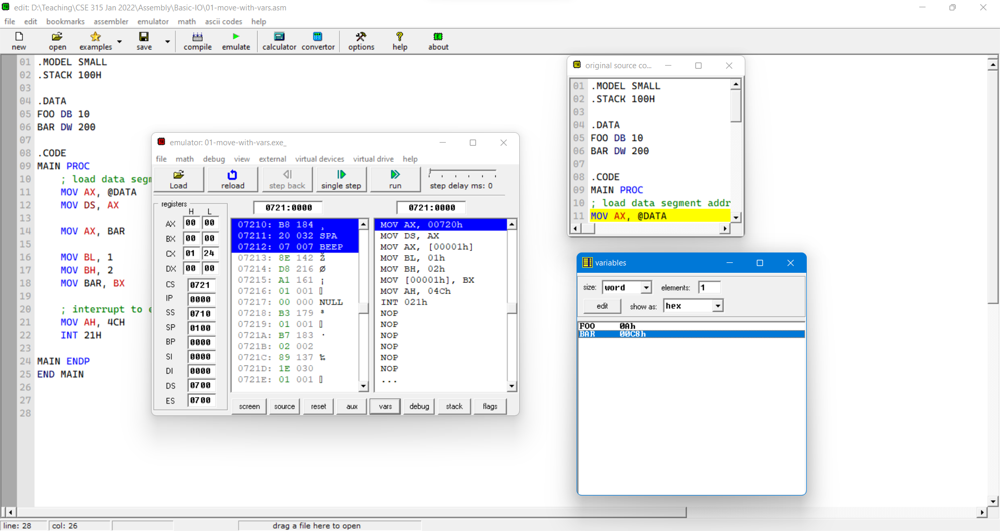 edit: D:\Teaching\CSE 315 Jan 2022\Assembly\Basic-IO\01-move-with-vars.asm
file edit bookmarks assembler emulator math ascii codes help
new open examples save compile emulate calculator convertor options help about
01 .MODEL SMALL
02 .STACK 100H
03
04 .DATA
05 FOO DB 10
06 BAR DW 200
07
08 .CODE
09 MAIN PROC
10 ; load data segm
11 MOV AX, @DATA
12 MOV DS, AX
13
14 MOV AX, BAR
15
16 MOV BL, 1
17 MOV BH, 2
18 MOV BAR, BX
19
20 ; interrupt to e
21 MOV AH, 4CH
22 INT 21H
23
24 MAIN ENDP
25 END MAIN
26
27
28
emulator: 01-move-with-vars.exe_
file math debug view external virtual devices virtual drive help
Load reload step back single step run step delay ms: 0
registers
H L
AX 00 00
BX 00 00
CX 01 24
DX 00 00
CS 0721
IP 0000
SS 0710
SP 0100
BP 0000
SI 0000
DI 0000
DS 0700
ES 0700
0721:0000
07210: B8 184 ¸
07211: 20 032 SPA
07212: 07 007 BEEP
07213: 8E 142 Ž
07214: D8 216 Ø
07215: A1 161 ¡
07216: 01 001
07217: 00 000 NULL
07218: B3 179 ³
07219: 01 001
0721A: B7 183 ·
0721B: 02 002
0721C: 89 137 ‰
0721D: 1E 030
0721E: 01 001
0721:0000
MOV AX, 00720h
MOV DS, AX
MOV AX, [00001h]
MOV BL, 01h
MOV BH, 02h
MOV [00001h], BX
MOV AH, 04Ch
INT 021h
NOP
NOP
NOP
NOP
NOP
NOP
...
screen source reset aux vars debug stack flags
original source co...
01 .MODEL SMALL
02 .STACK 100H
03
04 .DATA
05 FOO DB 10
06 BAR DW 200
07
08 .CODE
09 MAIN PROC
10 ; load data segment addr
11 MOV AX, @DATA
variables
size: word elements: 1
edit show as: hex
FOO 0Ah
BAR 00C8h
line: 28 col: 26 drag a file here to open